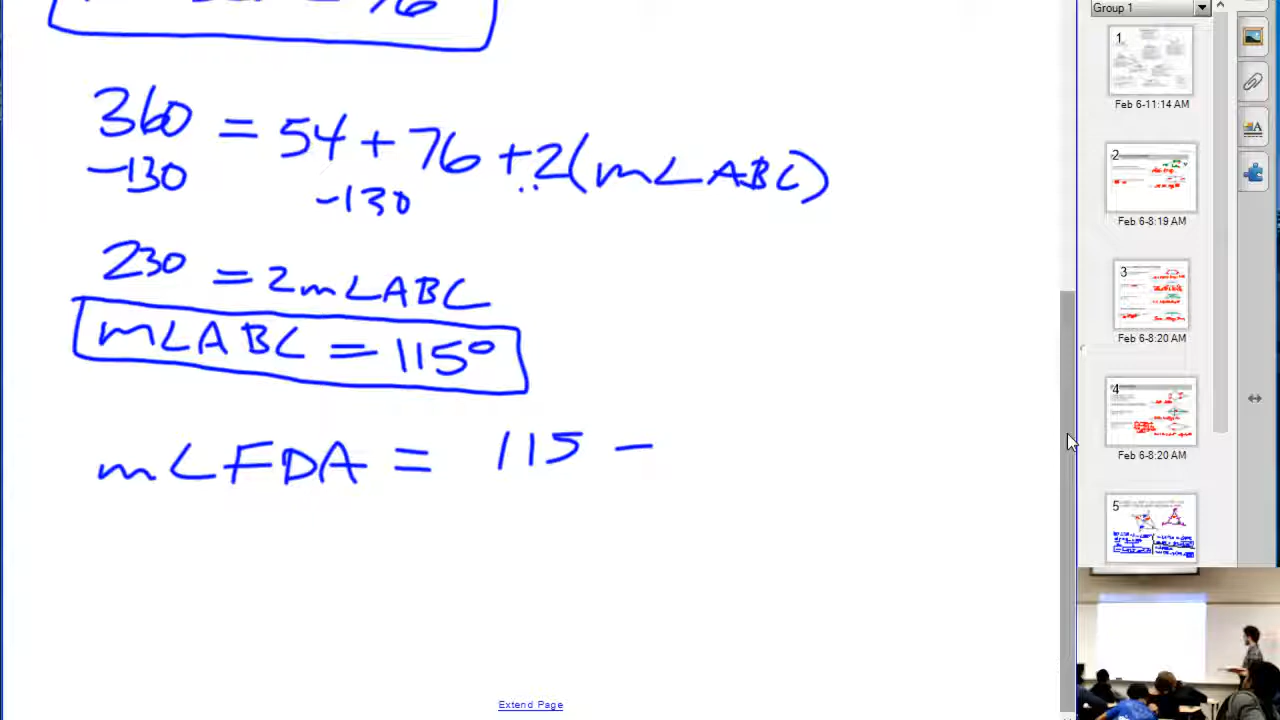 76
360 = 54 + 76 + 2(m∠ABC)
-130 -130
230 = 2m∠ABC
m∠ABC = 115°
m∠FDA = 115 -
Extend Page
Group 1
1
Feb 6-11:14 AM
2
Feb 6-8:19 AM
3
Feb 6-8:20 AM
4
Feb 6-8:20 AM
5